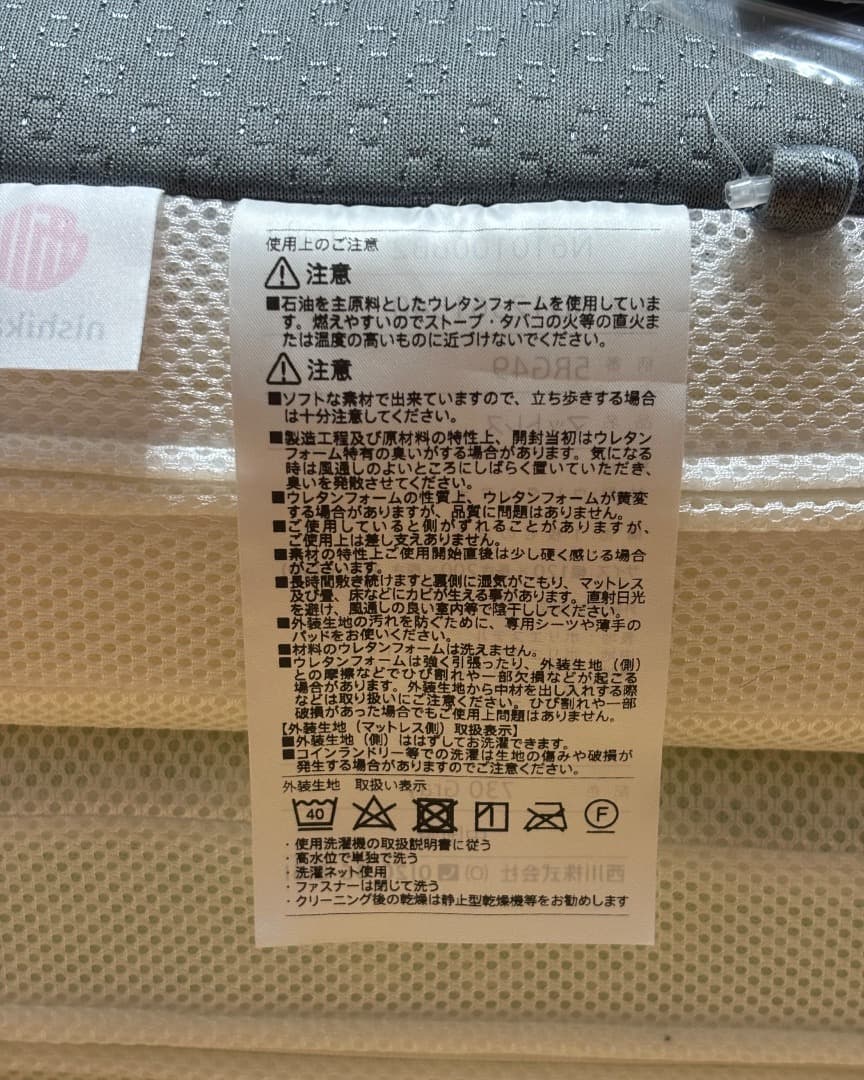 使用上のご注意
注意
■石油を主原料としたウレタンフォームを使用していま
す。燃えやすいのでストーブ・タバコの火等の直火ま
たは温度の高いものに近づけないでください。
注意
■ソフトな素材で出来ていますので、立ち歩きする場合
は十分注意してください。
■製造工程及び原材料の特性上、開封当初はウレタン
フォーム特有の臭いがする場合があります。気になる
時は風通しのよいところにしばらく置いていただき、
臭いを発散させてください。
■ウレタンフォームの性質上、ウレタンフォームが黄変
する場合がありますが、品質に問題はありません。
■ご使用していると側がずれることがありますが、
ご使用上は差し支えありません。
■素材の特性上ご使用開始直後は少し硬く感じる場合
がございます。
■長時間敷き続けますと裏側に湿気がこもり、マットレス
及び畳、床などにカビが生える事があります。直射日光
を避け、風通しの良い室内等で陰干ししてください。
■外装生地の汚れを防ぐために、専用シーツや薄手の
パッドをお使いください。
■材料のウレタンフォームは洗えません。
■ウレタンフォームは強く引張ったり、外装生地（側）
との摩擦などでひび割れや一部欠損などが起こる
場合があります。外装生地から中材を出し入れする際
などは取り扱いにご注意ください。ひび割れや一部
破損があった場合でもご使用上問題はありません。
【外装生地（マットレス側）取扱表示】
■外装生地（側）ははずしてお洗濯できます。
■コインランドリー等での洗濯は生地の傷みや破損が
発生する場合がありますのでご注意ください。
外装生地 取扱い表示
40 F
・使用洗濯機の取扱説明書に従う
・高水位で単独で洗う
・洗濯ネット使用
・ファスナーは閉じて洗う
・クリーニング後の乾燥は静止型乾燥機等をお勧めします
nishika
N610100682
5RG49
マットレス
730 Gr
西川株式会社